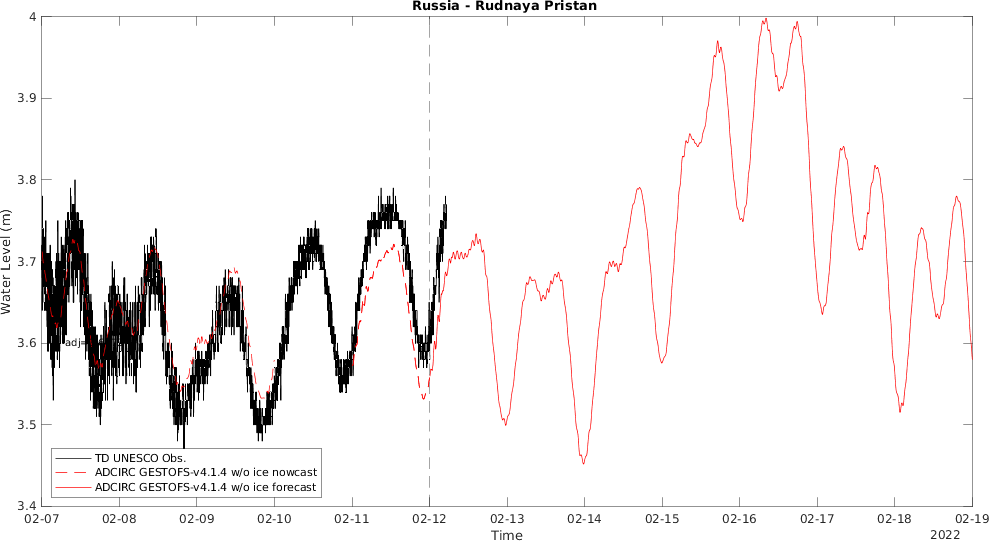 Russia - Rudnaya Pristan
Water Level (m)
4
3.9
3.8
3.7
3.6
3.5
3.4
adj=
TD UNESCO Obs.
ADCIRC GESTOFS-v4.1.4 w/o ice nowcast
ADCIRC GESTOFS-v4.1.4 w/o ice forecast
02-07 02-08 02-09 02-10 02-11 02-12 02-13 02-14 02-15 02-16 02-17 02-18 02-19
Time
2022